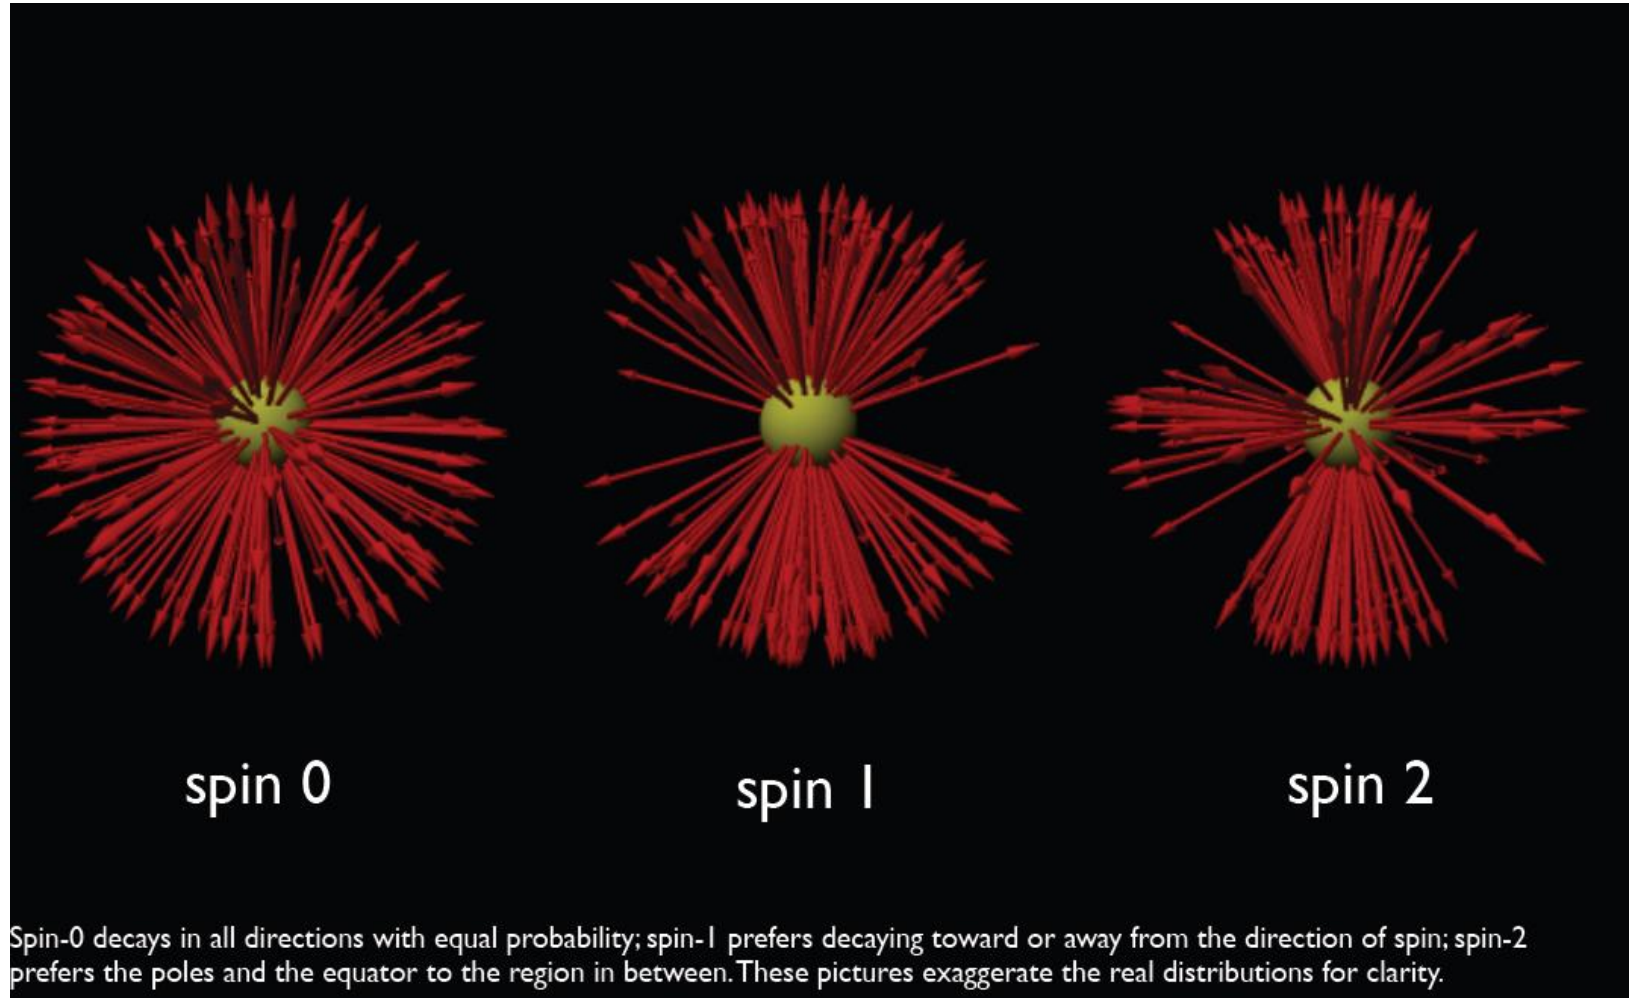 spin 0
spin 1
spin 2
Spin-0 decays in all directions with equal probability; spin-1 prefers decaying toward or away from the direction of spin; spin-2
prefers the poles and the equator to the region in between. These pictures exaggerate the real distributions for clarity.